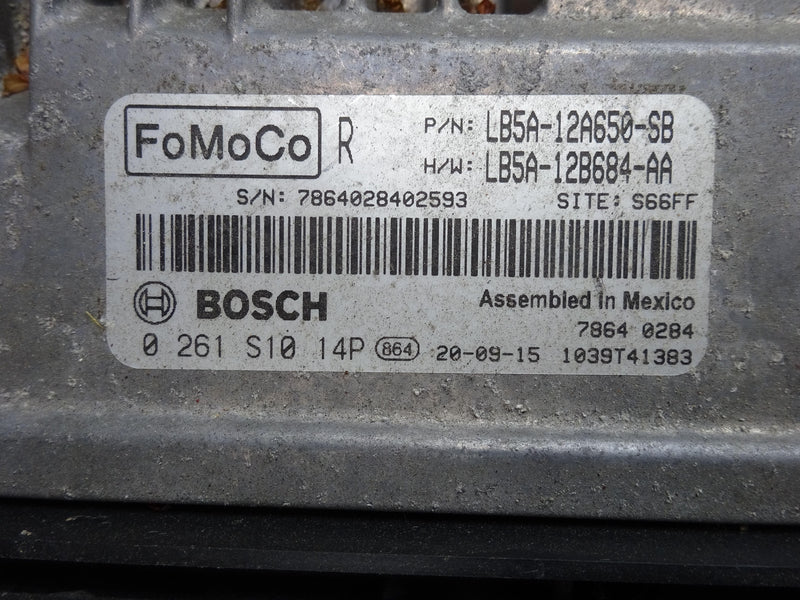 FoMoCo R P/N: LB5A-12A650-SB
H/W: LB5A-12B684-AA
S/N: 7864028402593 SITE: S66FF
BOSCH Assembled in Mexico
7864 0284
0 261 S10 14P 864 20-09-15 1039T41383